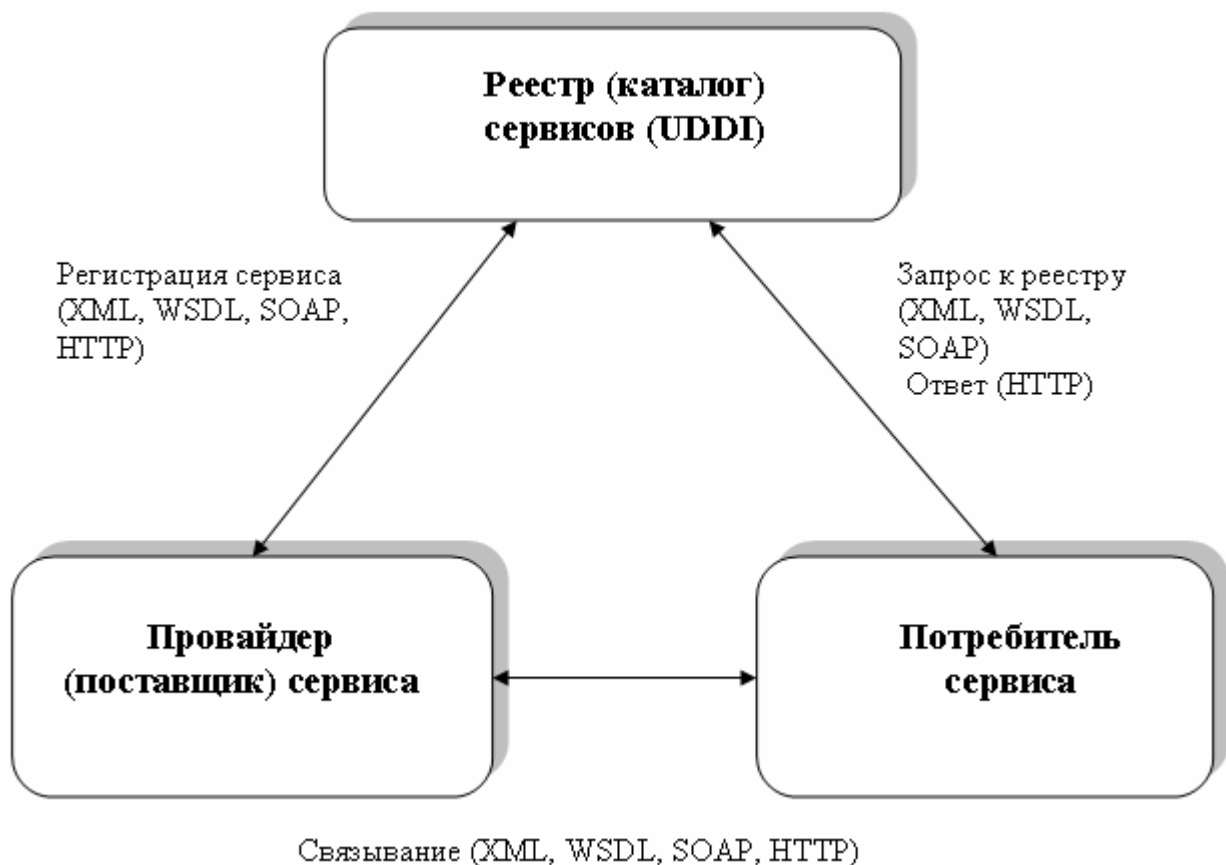 Реестр (каталог)
сервисов (UDDI)
Регистрация сервиса
(XML, WSDL, SOAP,
HTTP)
Запрос к реестру
(XML, WSDL,
SOAP)
Ответ (HTTP)
Провайдер
(поставщик) сервиса
Потребитель
сервиса
Связывание (XML, WSDL, SOAP, HTTP)